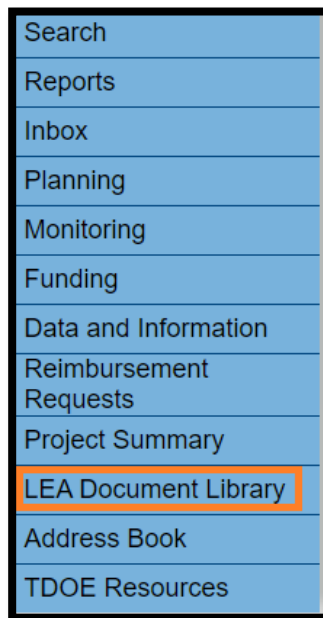 Search
Reports
Inbox
Planning
Monitoring
Funding
Data and Information
Reimbursement
Requests
Project Summary
LEA Document Library
Address Book
TDOE Resources